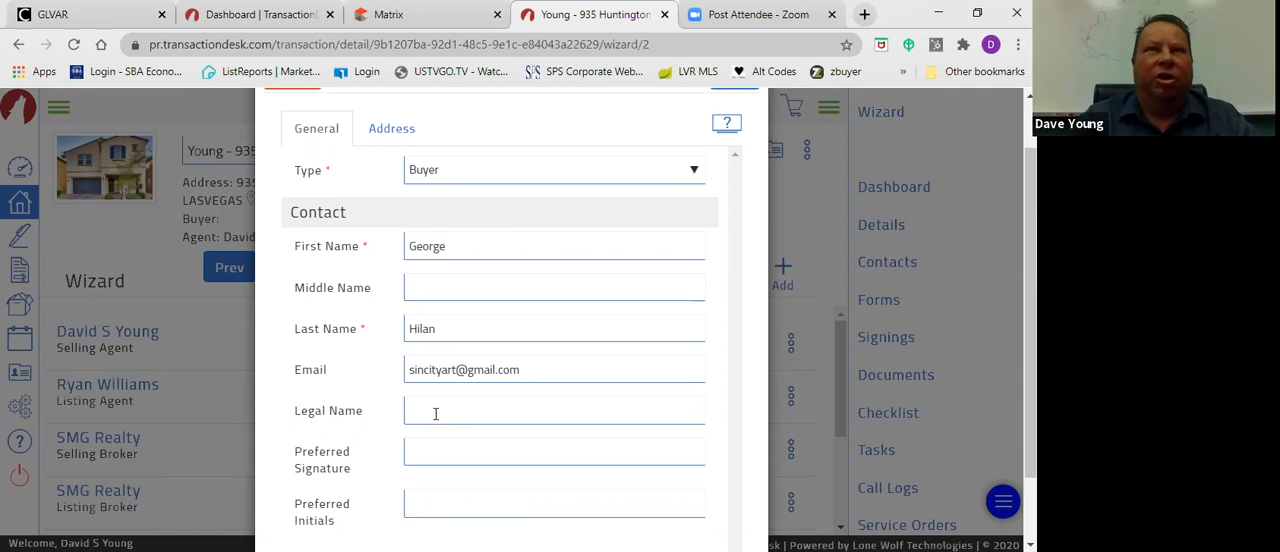 GLVAR
Dashboard | Transaction
Matrix
Young - 935 Huntington
Post Attendee - Zoom
pr.transactiondesk.com/transaction/detail/9b1207ba-92d1-48c5-9e1c-e84043a22629/wizard/2
D
Apps
Login - SBA Econo...
ListReports | Market...
Login
USTVGO.TV - Watc...
SPS Corporate Web...
LVR MLS
Alt Codes
zbuyer
»
Other bookmarks
Dave Young
Young - 935
Address: 935
LASVEGAS
Buyer:
Agent: David
Prev
Wizard
David S Young
Selling Agent
Ryan Williams
Listing Agent
SMG Realty
Selling Broker
SMG Realty
Listing Broker
General
Address
?
Type *
Buyer
Contact
First Name *
George
Middle Name
Last Name *
Hilan
Email
sincityart@gmail.com
Legal Name
Preferred
Signature
Preferred
Initials
Add
Wizard
Dashboard
Details
Contacts
Forms
Signings
Documents
Checklist
Tasks
Call Logs
Service Orders
Welcome, David S Young
sk | Powered by Lone Wolf Technologies | © 2020